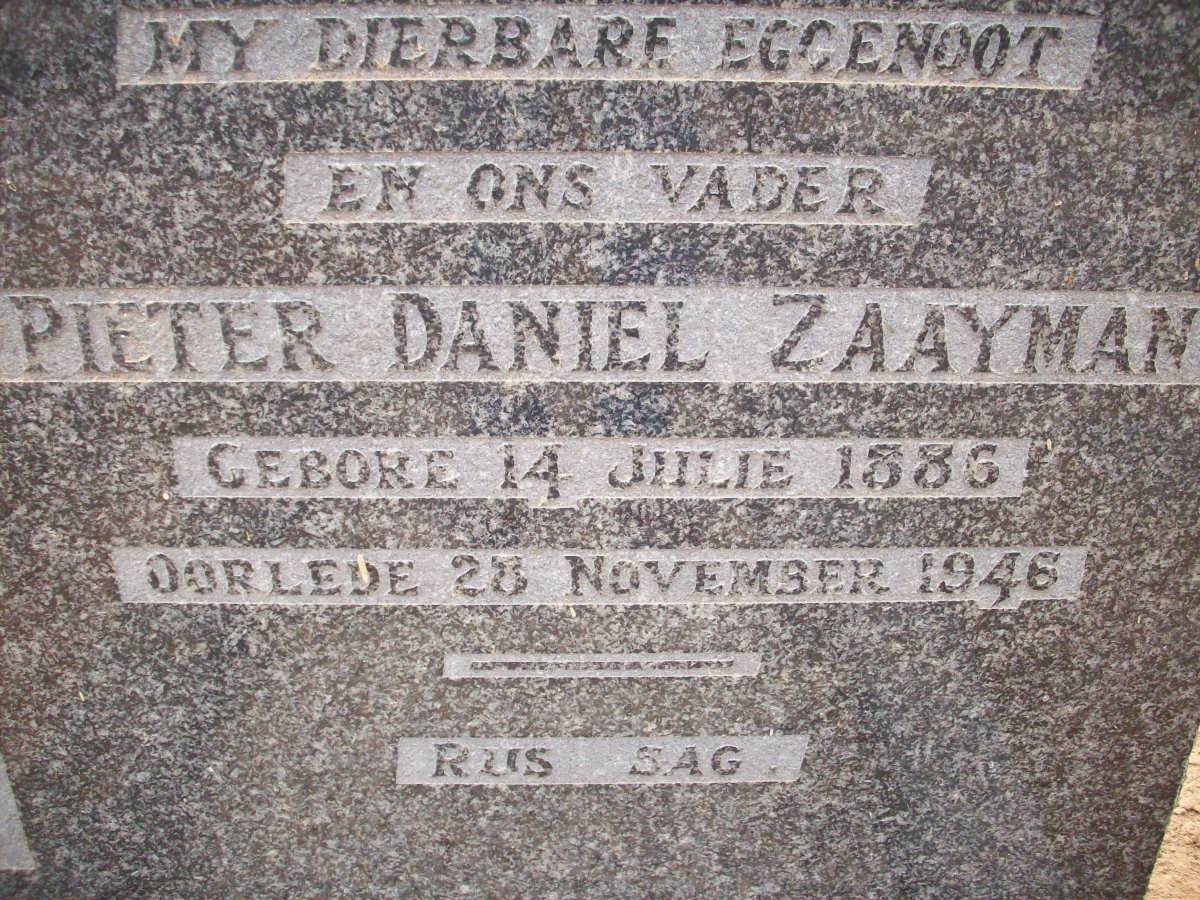 MY DIERBARE EGGENOOT
EN ONS VADER
PIETER DANIEL ZAAYMAN
GEBORE 14 JULIE 1886
OORLEDE 28 NOVEMBER 1946
RUS SAG.